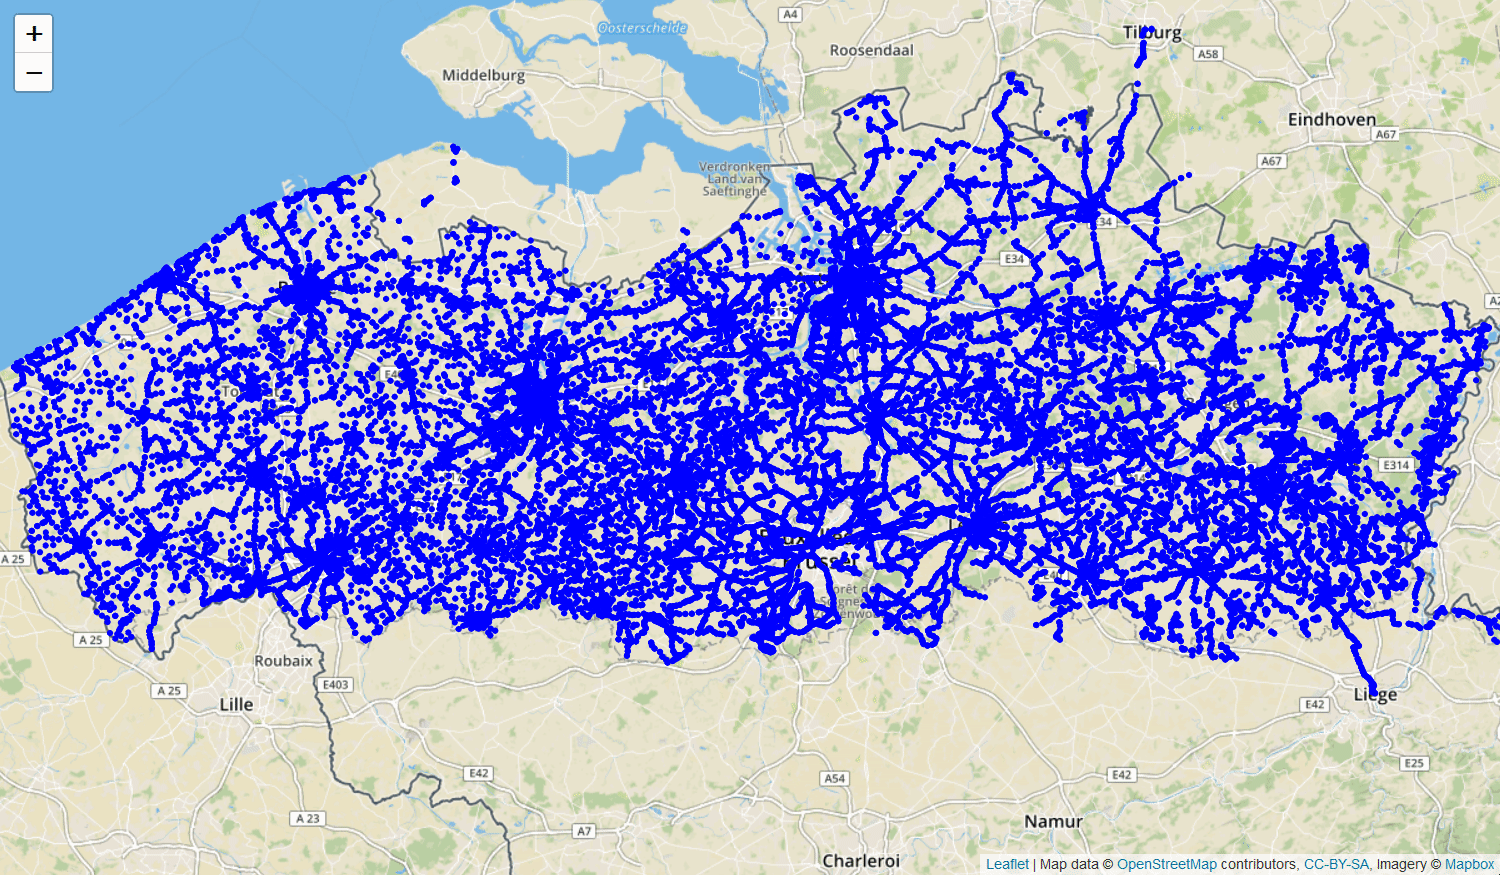 +
−
A4
Oosterschelde
Tilburg
Roosendaal
A58
Middelburg
Eindhoven
A67
A67
Verdronken
Land van
Saeftinghe
E34
E34
E314
A 25
A 25
Roubaix
E403
A 25
Lille
Liège
E42
E42
A54
E42
E25
A 23
A7
Namur
Charleroi
Leaflet | Map data © OpenStreetMap contributors, CC-BY-SA, Imagery © Mapbox